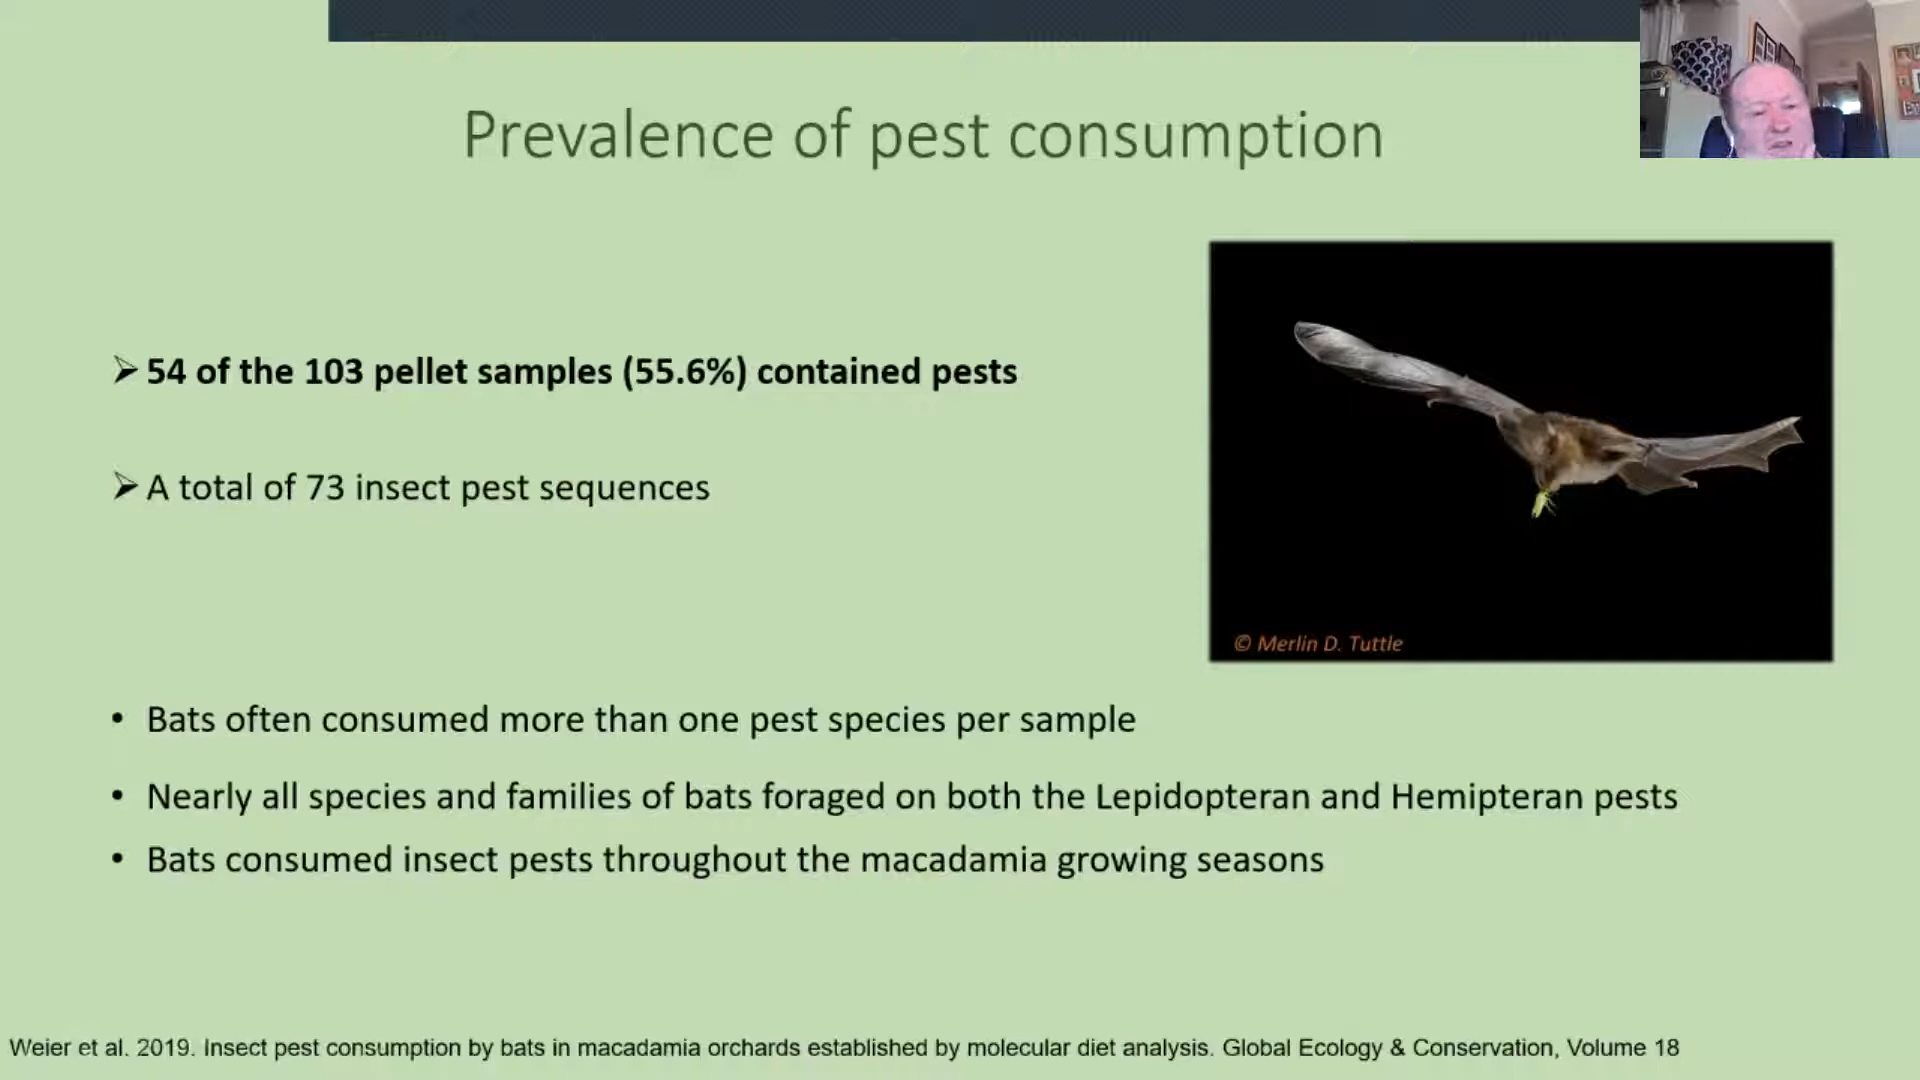 Prevalence of pest consumption
➢ 54 of the 103 pellet samples (55.6%) contained pests
➢ A total of 73 insect pest sequences
© Merlin D. Tuttle
• Bats often consumed more than one pest species per sample
• Nearly all species and families of bats foraged on both the Lepidopteran and Hemipteran pests
• Bats consumed insect pests throughout the macadamia growing seasons
Weier et al. 2019. Insect pest consumption by bats in macadamia orchards established by molecular diet analysis. Global Ecology & Conservation, Volume 18